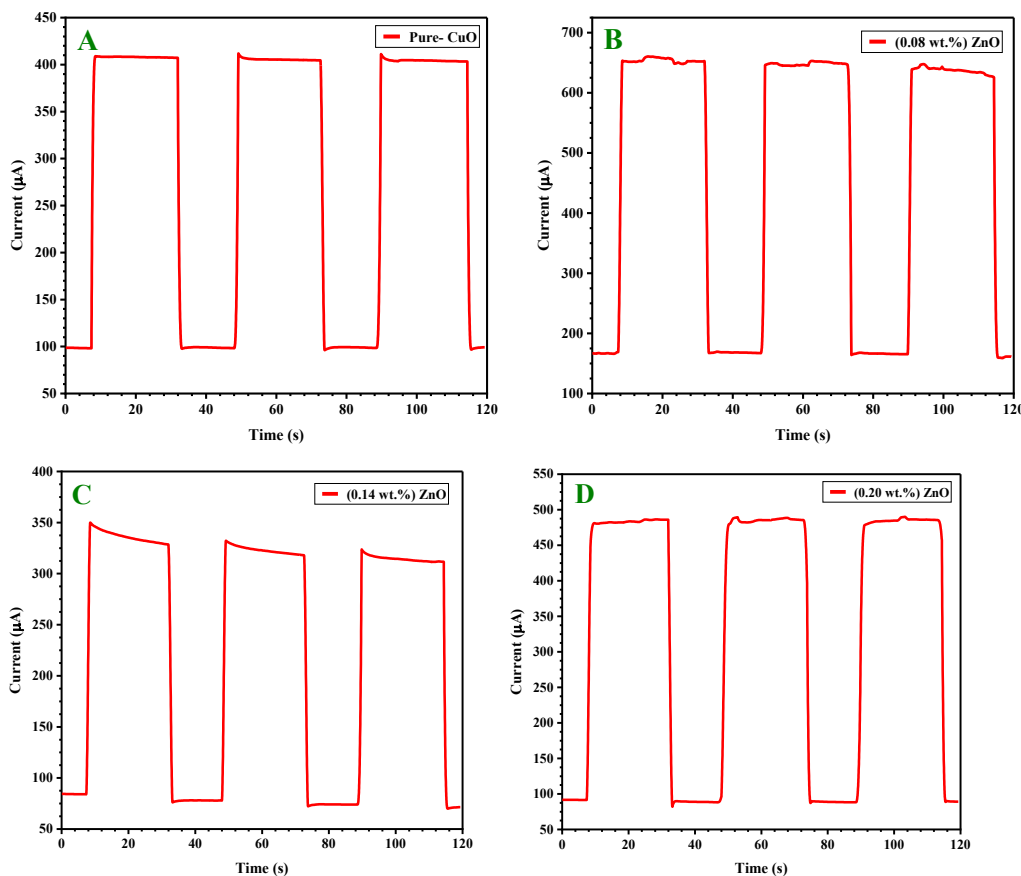 A
Pure- CuO
450
400
350
300
250
200
150
100
50
Current (µA)
0 20 40 60 80 100 120
Time (s)
B
(0.08 wt.%) ZnO
700
600
500
400
300
200
100
Current (µA)
0 20 40 60 80 100 120
Time (s)
C
(0.14 wt.%) ZnO
400
350
300
250
200
150
100
50
Current (µA)
0 20 40 60 80 100 120
Time (s)
D
(0.20 wt.%) ZnO
550
500
450
400
350
300
250
200
150
100
50
Current (µA)
0 20 40 60 80 100 120
Time (s)